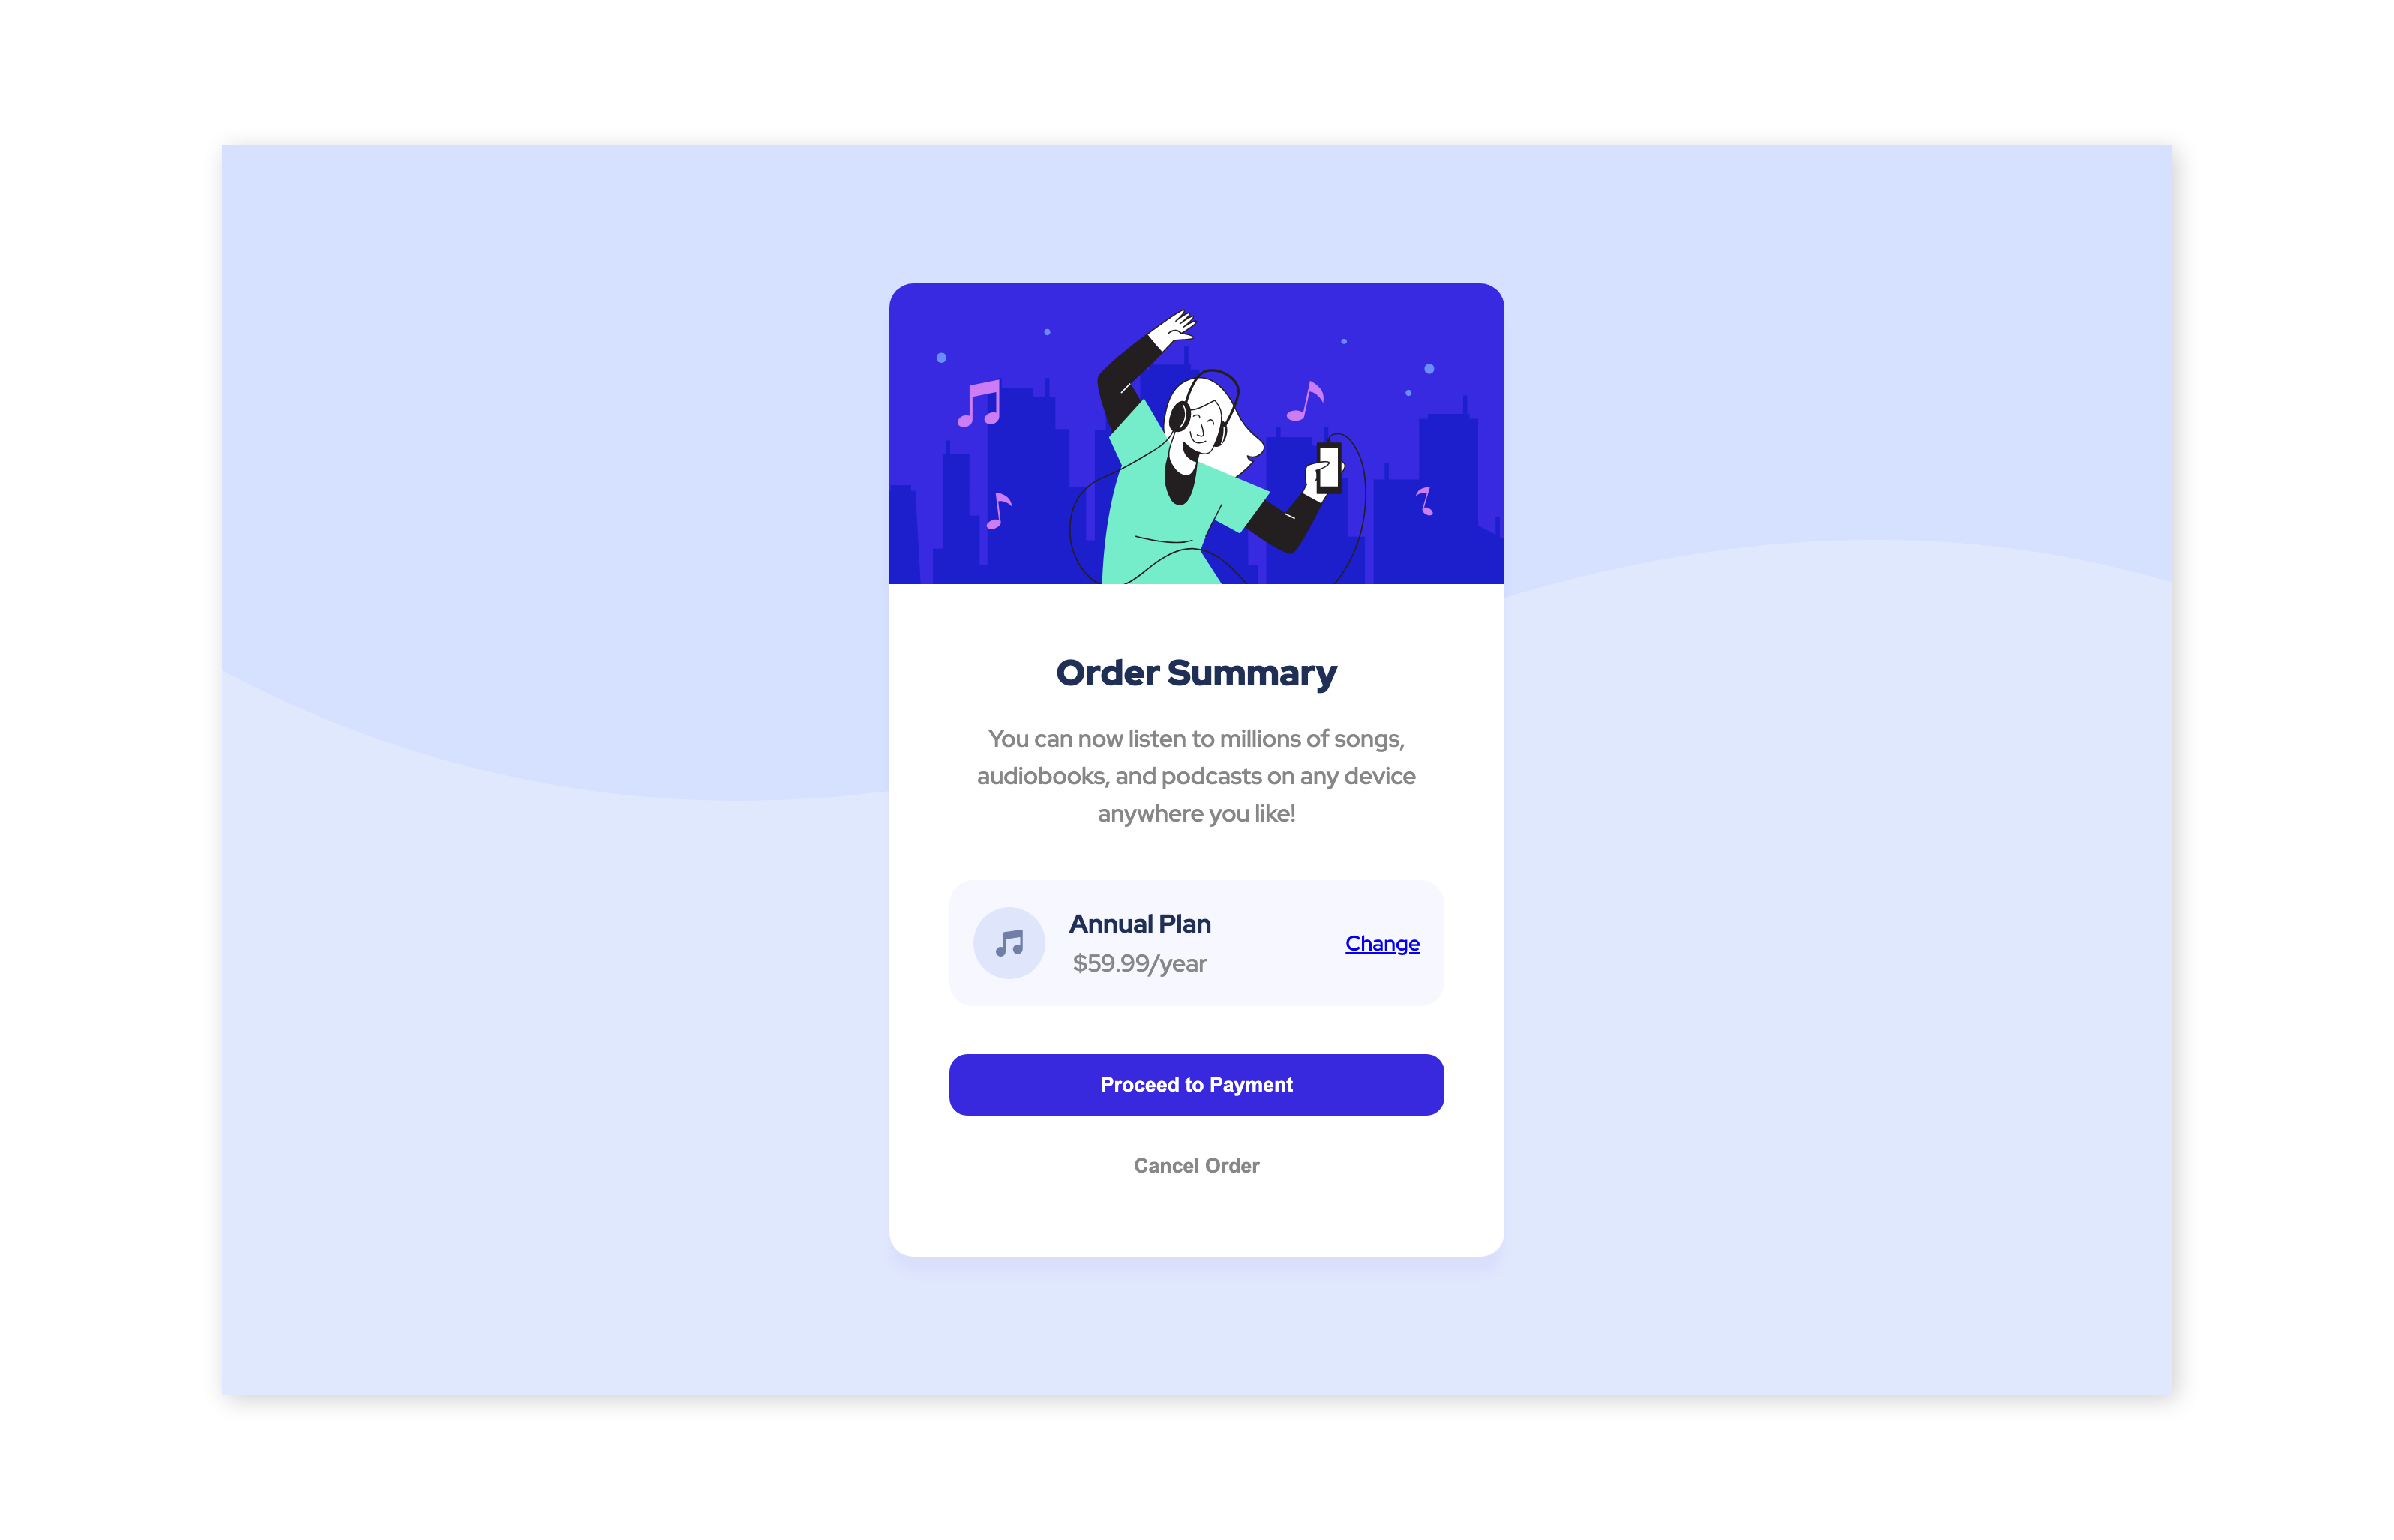 Order Summary
You can now listen to millions of songs,
audiobooks, and podcasts on any device
anywhere you like!
Annual Plan
$59.99/year
Change
Proceed to Payment
Cancel Order